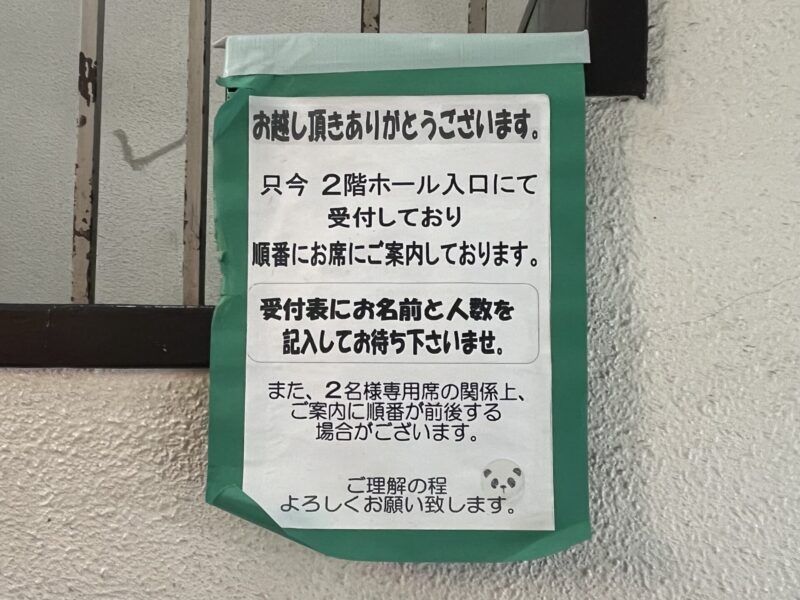 お越し頂きありがとうございます。
只今 2階ホール入口にて
受付しており
順番にお席にご案内しております。
受付表にお名前と人数を
記入してお待ち下さいませ。
また、2名様専用席の関係上、
ご案内に順番が前後する
場合がございます。
ご理解の程
よろしくお願い致します。